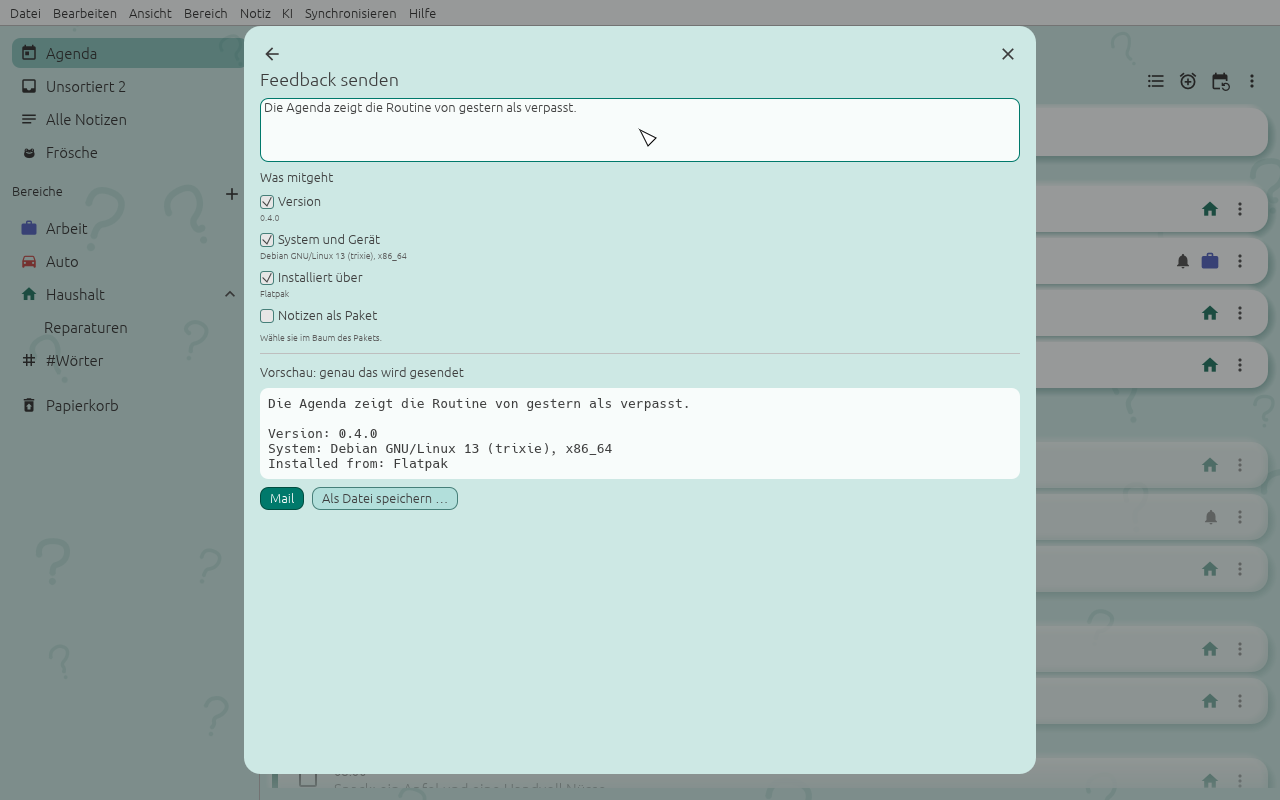 Datei Bearbeiten Ansicht Bereich Notiz KI Synchronisieren Hilfe
Agenda
Unsortiert 2
Alle Notizen
Frösche
Bereiche
Arbeit
Auto
Haushalt
Reparaturen
#Wörter
Papierkorb
Feedback senden
Die Agenda zeigt die Routine von gestern als verpasst.
Was mitgeht
Version
0.4.0
System und Gerät
Debian GNU/Linux 13 (trixie), x86_64
Installiert über
Flatpak
Notizen als Paket
Wähle sie im Baum des Pakets.
Vorschau: genau das wird gesendet
Die Agenda zeigt die Routine von gestern als verpasst.
Version: 0.4.0
System: Debian GNU/Linux 13 (trixie), x86_64
Installed from: Flatpak
Mail
Als Datei speichern …